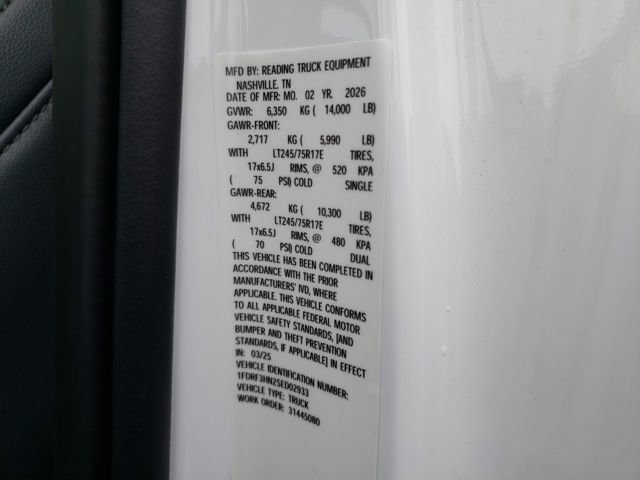 MFD BY: READING TRUCK EQUIPMENT
NASHVILLE, TN
DATE OF MFR: MO. 02 YR. 2026
GVWR: 6,350 KG ( 14,000 LB)
GAWR-FRONT:
2,717 KG ( 5,990 LB)
WITH LT245/75R17E TIRES,
17x6.5J RIMS, @ 520 KPA
( 75 PSI) COLD SINGLE
GAWR-REAR:
4,672 KG ( 10,300 LB)
WITH LT245/75R17E TIRES,
17x6.5J RIMS, @ 480 KPA
( 70 PSI) COLD DUAL
THIS VEHICLE HAS BEEN COMPLETED IN
ACCORDANCE WITH THE PRIOR
MANUFACTURERS' IVD, WHERE
APPLICABLE. THIS VEHICLE CONFORMS
TO ALL APPLICABLE FEDERAL MOTOR
VEHICLE SAFETY STANDARDS, [AND
BUMPER AND THEFT PREVENTION
STANDARDS, IF APPLICABLE] IN EFFECT
IN: 03/25
VEHICLE IDENTIFICATION NUMBER:
1FDRF3HN2SED02933
VEHICLE TYPE: TRUCK
WORK ORDER: 31445080